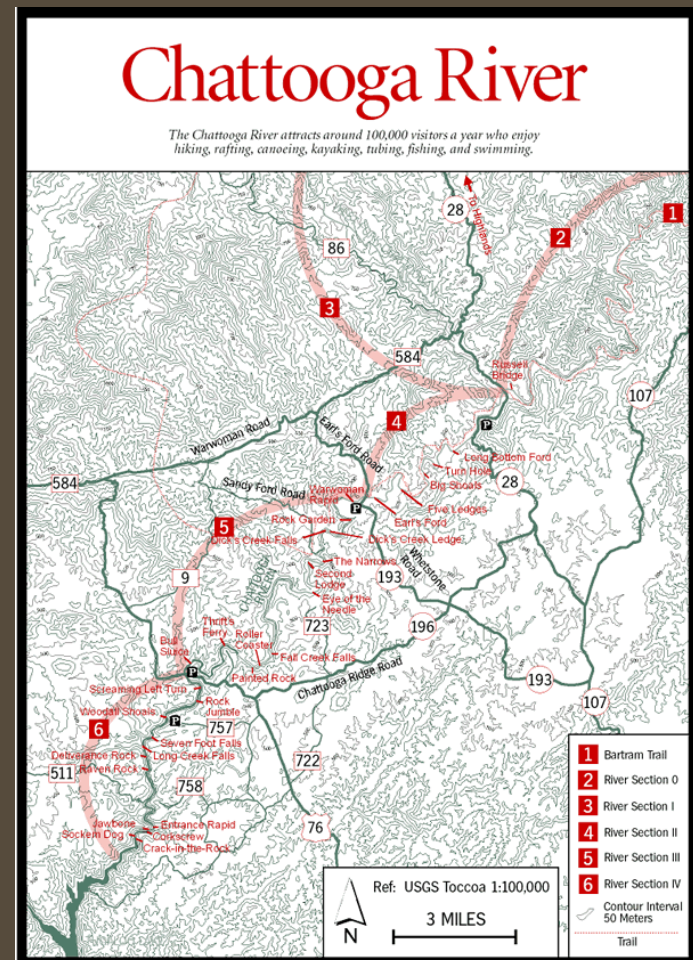 Chattooga River
The Chattooga River attracts around 100,000 visitors a year who enjoy
hiking, rafting, canoeing, kayaking, tubing, fishing, and swimming.
28
To Highlands
1
2
86
3
584
Russell
Bridge
107
4
P
Warwoman Road
Earl's Ford Road
Long Bottom Ford
Turn Hole
Big Shoals
28
584
Sandy Ford Road
Warwoman
Rapid
P
Five Ledges
Earl's Ford
Rock Garden
5
Dick's Creek Falls
Dick's Creek Ledge
The Narrows
Whetstone
Road
9
Second
Ledge
193
Eye of the
Needle
Thrift's
Ferry
Roller
Coaster
723
196
Bull
Sluice
Fall Creek Falls
P
Painted Rock
Chattooga Ridge Road
193
Screaming Left Turn
Rock
Jumble
107
Woodall Shoals
P
6
757
Seven Foot Falls
Deliverance Rock
Long Creek Falls
Raven Rock
511
722
758
Jawbone
Entrance Rapid
Sockem Dog
Corkscrew
Crack-in-the-Rock
76
1 Bartram Trail
2 River Section 0
3 River Section I
4 River Section II
5 River Section III
6 River Section IV
Contour Interval
50 Meters
Trail
Ref: USGS Toccoa 1:100,000
3 MILES
N